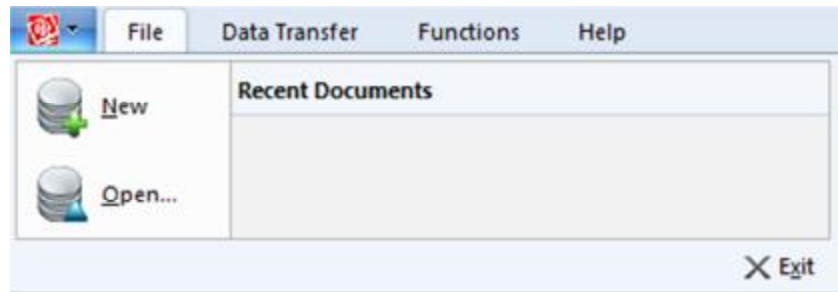 File Data Transfer Functions Help
New
Recent Documents
Open...
Exit